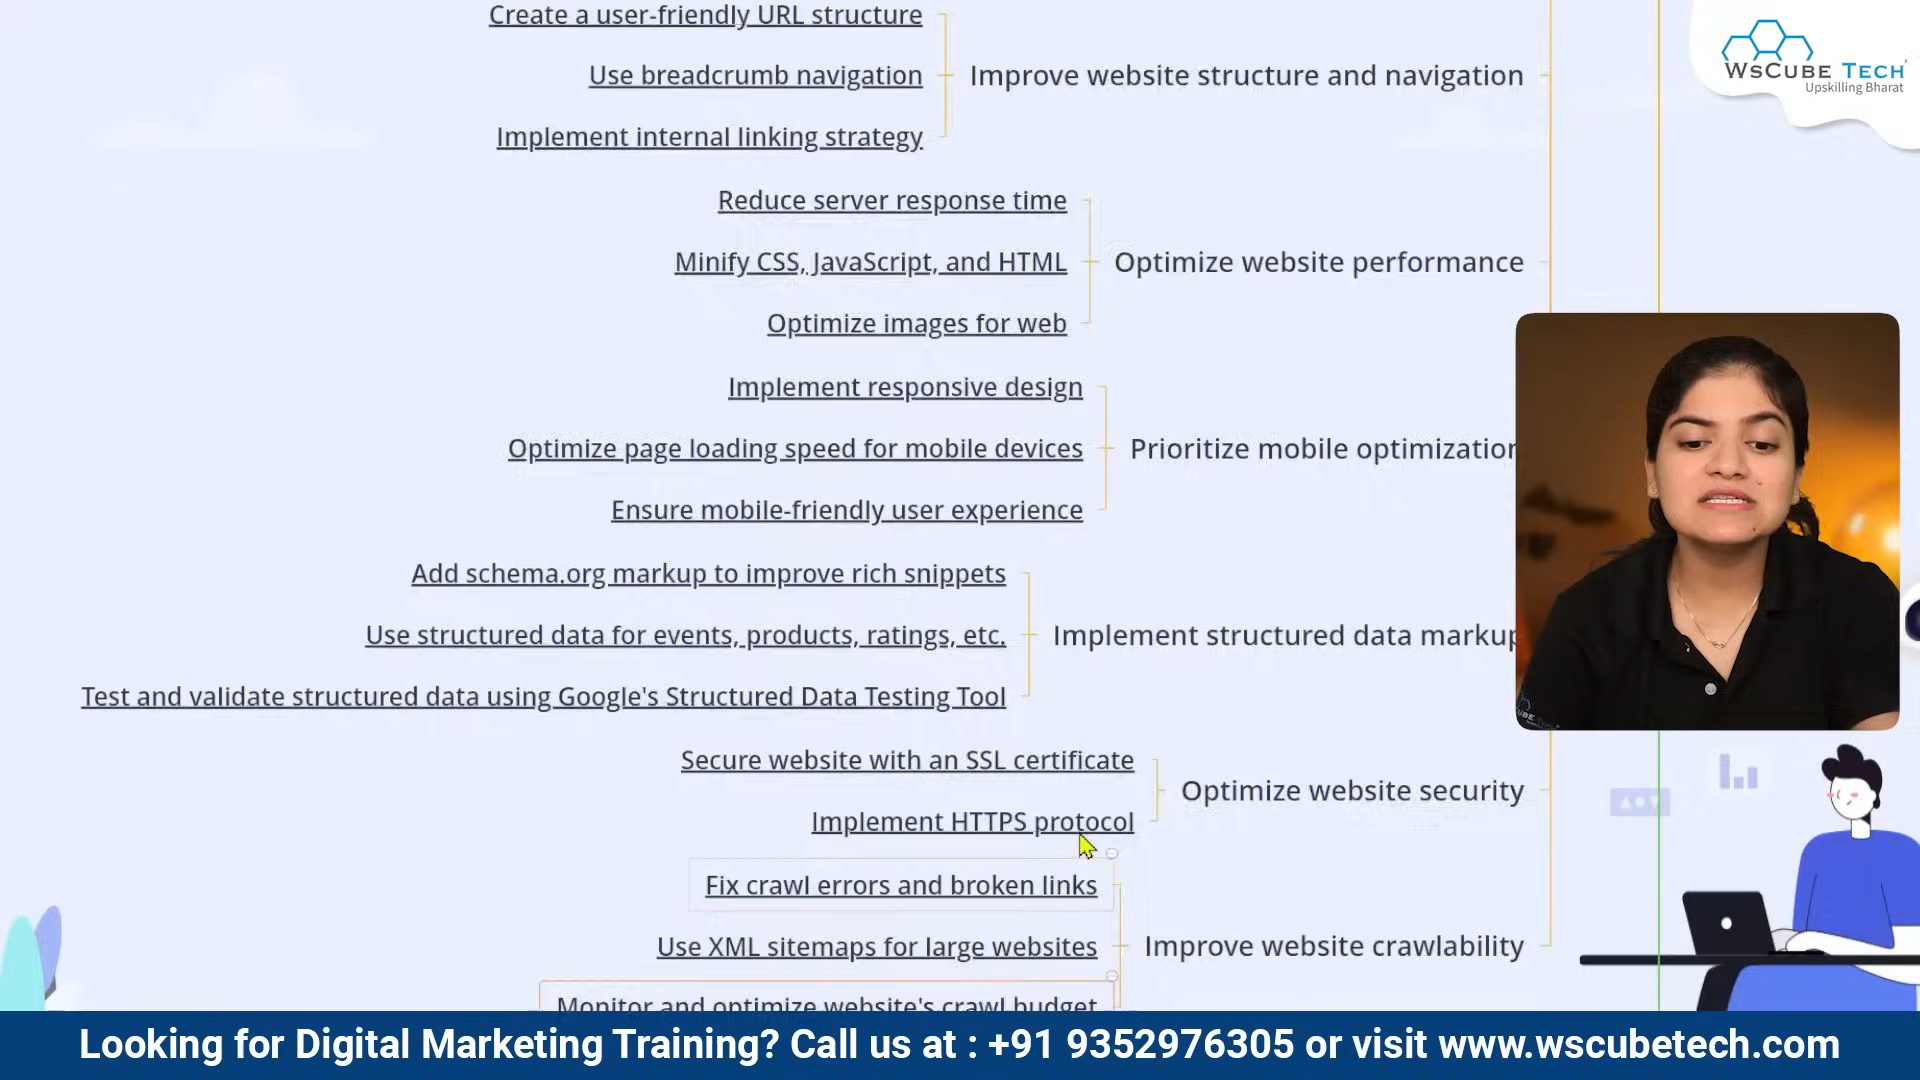 Create a user-friendly URL structure
Use breadcrumb navigation
Improve website structure and navigation
Implement internal linking strategy
WsCube Tech
Upskilling Bharat
Reduce server response time
Minify CSS, JavaScript, and HTML
Optimize website performance
Optimize images for web
Implement responsive design
Optimize page loading speed for mobile devices
Prioritize mobile optimization
Ensure mobile-friendly user experience
Add schema.org markup to improve rich snippets
Use structured data for events, products, ratings, etc.
Implement structured data markup
Test and validate structured data using Google's Structured Data Testing Tool
Secure website with an SSL certificate
Optimize website security
Implement HTTPS protocol
Fix crawl errors and broken links
Use XML sitemaps for large websites
Improve website crawlability
Monitor and optimize website's crawl budget
Looking for Digital Marketing Training? Call us at : +91 9352976305 or visit www.wscubetech.com